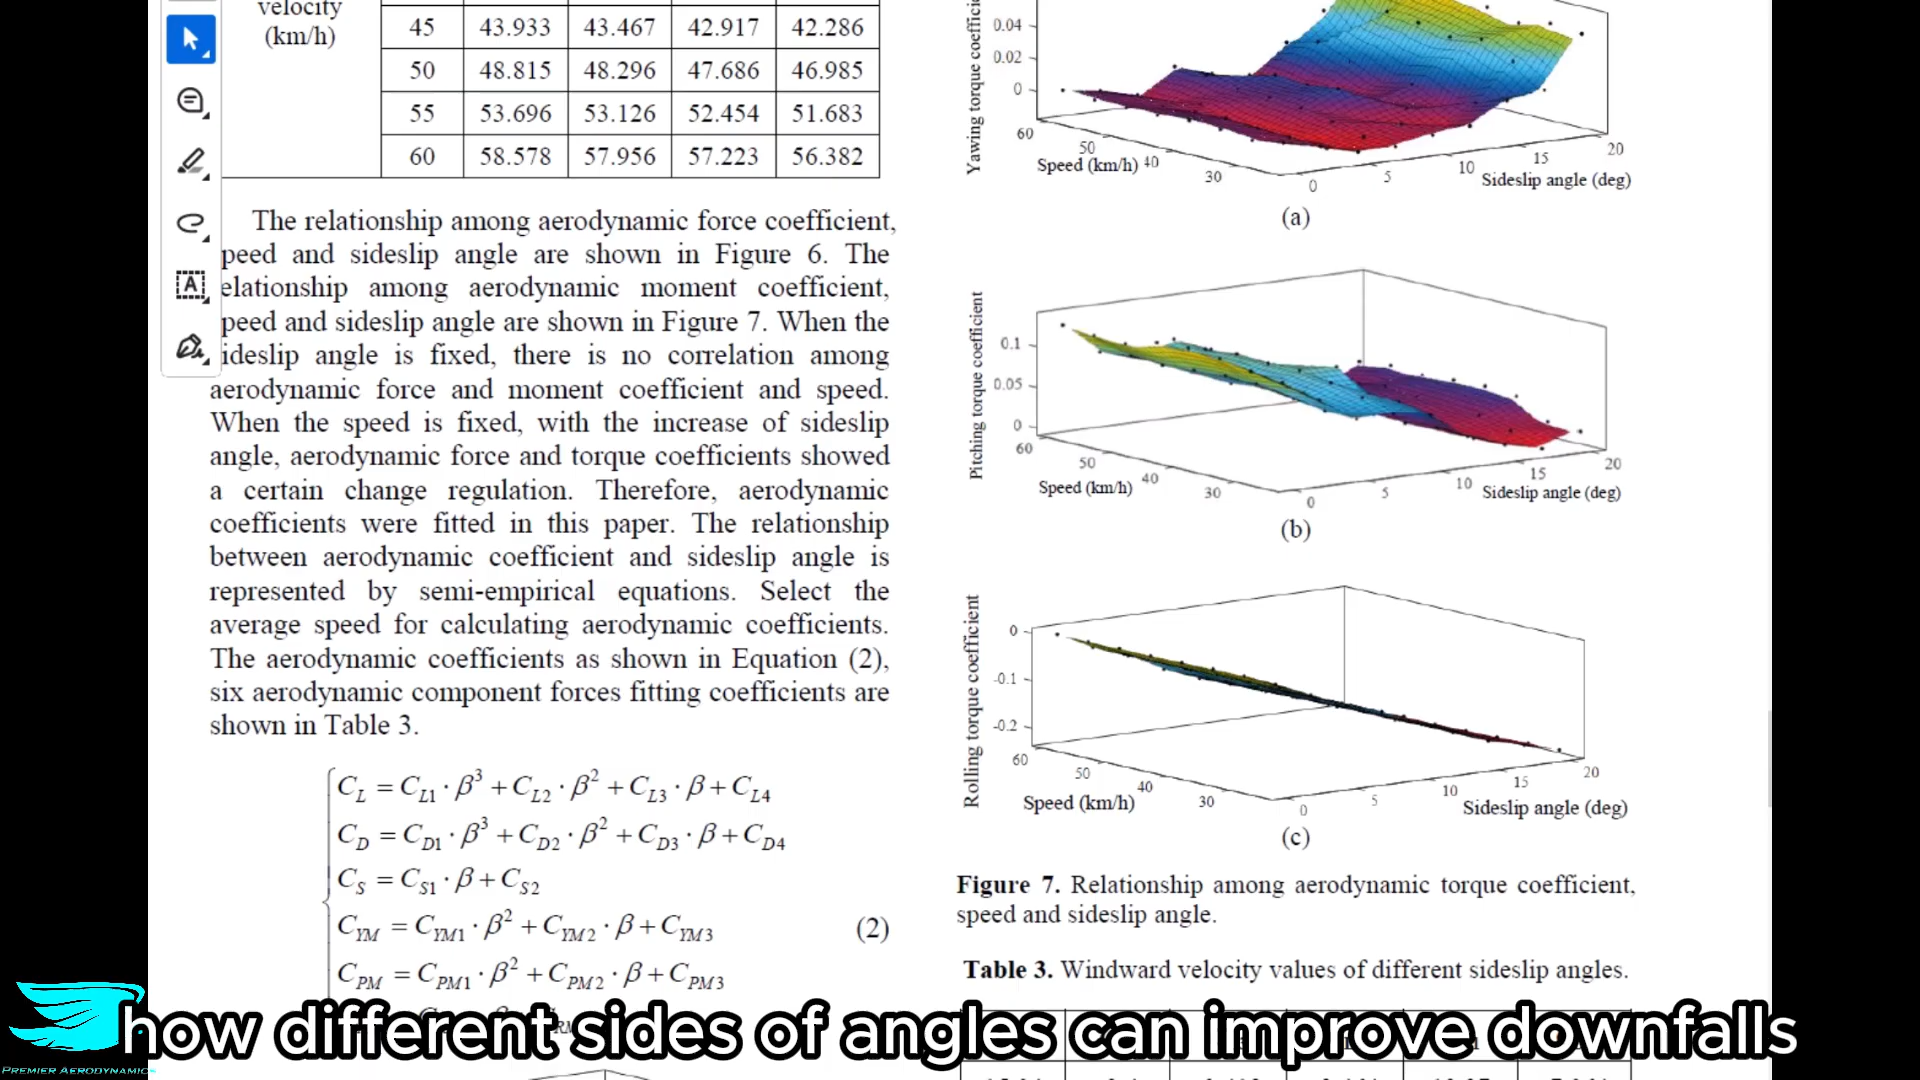 velocity
(km/h)
45 43.933 43.467 42.917 42.286
50 48.815 48.296 47.686 46.985
55 53.696 53.126 52.454 51.683
60 58.578 57.956 57.223 56.382
The relationship among aerodynamic force coefficient,
peed and sideslip angle are shown in Figure 6. The
elationship among aerodynamic moment coefficient,
peed and sideslip angle are shown in Figure 7. When the
ideslip angle is fixed, there is no correlation among
aerodynamic force and moment coefficient and speed.
When the speed is fixed, with the increase of sideslip
angle, aerodynamic force and torque coefficients showed
a certain change regulation. Therefore, aerodynamic
coefficients were fitted in this paper. The relationship
between aerodynamic coefficient and sideslip angle is
represented by semi-empirical equations. Select the
average speed for calculating aerodynamic coefficients.
The aerodynamic coefficients as shown in Equation (2),
six aerodynamic component forces fitting coefficients are
shown in Table 3.
C_L = C_L1 · β³ + C_L2 · β² + C_L3 · β + C_L4
C_D = C_D1 · β³ + C_D2 · β² + C_D3 · β + C_D4
C_S = C_S1 · β + C_S2
C_YM = C_YM1 · β² + C_YM2 · β + C_YM3
(2)
C_PM = C_PM1 · β² + C_PM2 · β + C_PM3
Yawing torque coeffici
0.04
0.02
0
60
50
40
30
Speed (km/h)
0
5
10
15
20
Sideslip angle (deg)
(a)
Pitching torque coefficient
0.1
0.05
0
60
50
40
30
Speed (km/h)
0
5
10
15
20
Sideslip angle (deg)
(b)
Rolling torque coefficient
0
-0.1
-0.2
60
50
40
30
Speed (km/h)
0
5
10
15
20
Sideslip angle (deg)
(c)
Figure 7. Relationship among aerodynamic torque coefficient,
speed and sideslip angle.
Table 3. Windward velocity values of different sideslip angles.
how different sides of angles can improve downfalls
PREMIER AERODYNAMICS